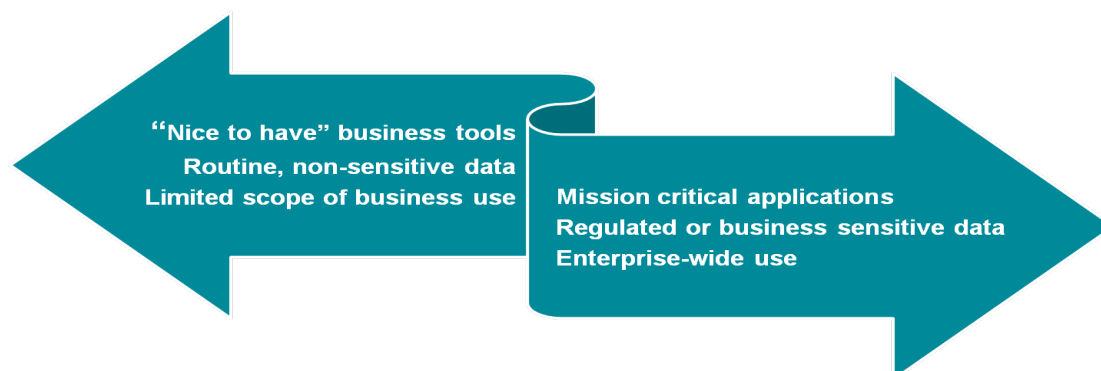 “Nice to have” business tools
Routine, non-sensitive data
Limited scope of business use
Mission critical applications
Regulated or business sensitive data
Enterprise-wide use